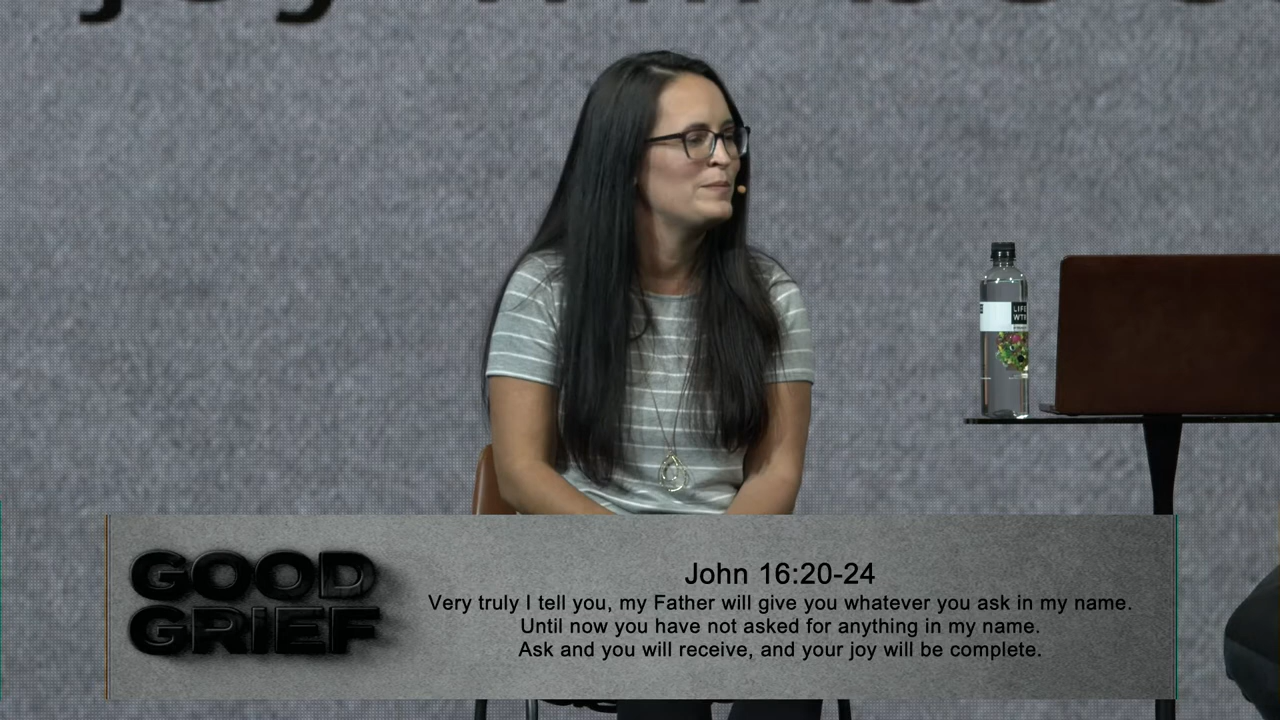 GOOD
GRIEF
John 16:20-24
Very truly I tell you, my Father will give you whatever you ask in my name.
Until now you have not asked for anything in my name.
Ask and you will receive, and your joy will be complete.
LIFE
WTR